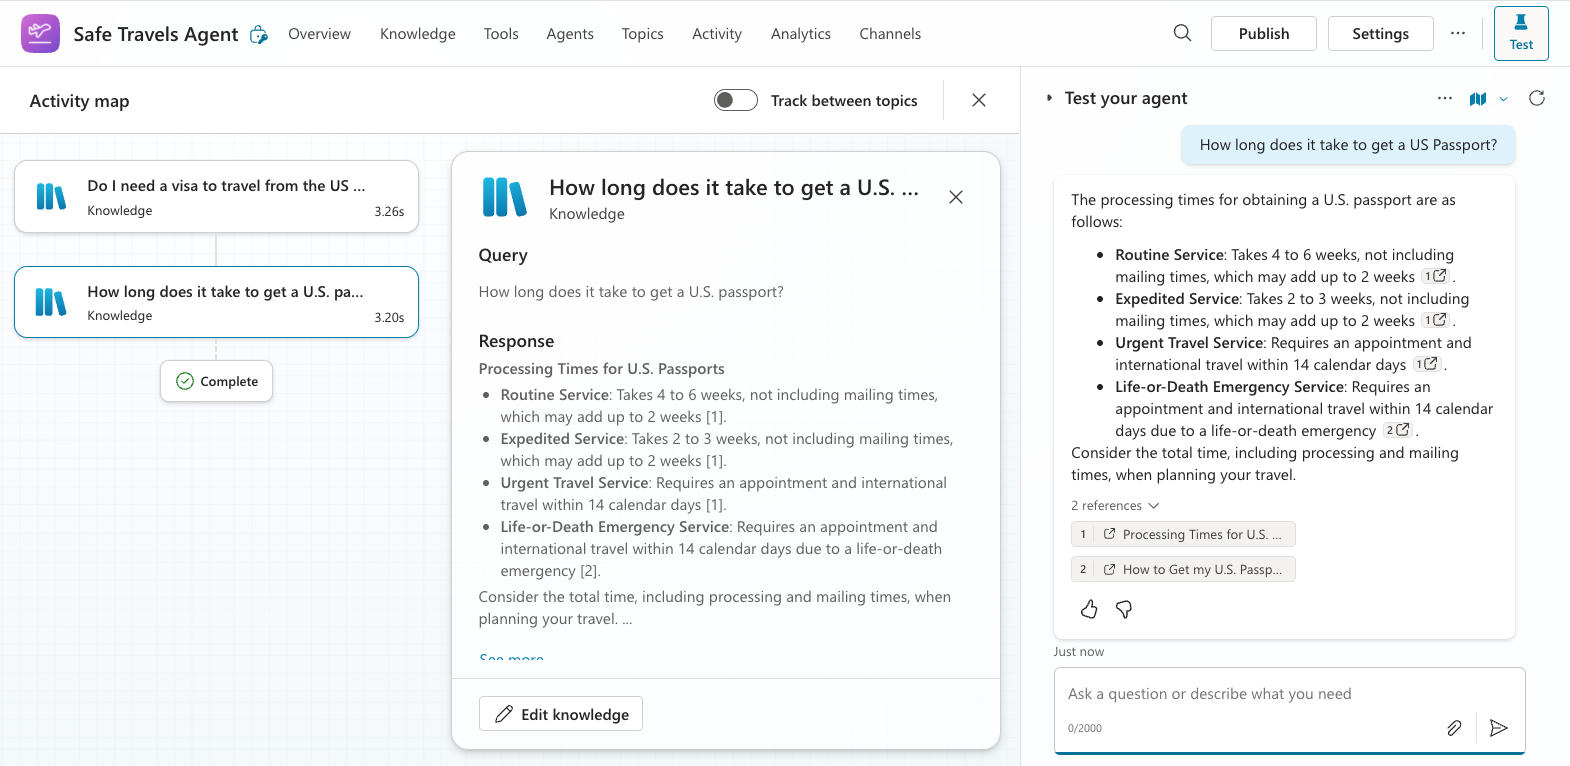 Safe Travels Agent
Overview
Knowledge
Tools
Agents
Topics
Activity
Analytics
Channels
Publish
Settings
...
Test
Activity map
Track between topics
Do I need a visa to travel from the US ...
Knowledge
3.26s
How long does it take to get a U.S. pa...
Knowledge
3.20s
Complete
How long does it take to get a U.S. ...
Knowledge
Query
How long does it take to get a U.S. passport?
Response
Processing Times for U.S. Passports
• Routine Service: Takes 4 to 6 weeks, not including mailing times,
which may add up to 2 weeks [1].
• Expedited Service: Takes 2 to 3 weeks, not including mailing times,
which may add up to 2 weeks [1].
• Urgent Travel Service: Requires an appointment and international
travel within 14 calendar days [1].
• Life-or-Death Emergency Service: Requires an appointment and
international travel within 14 calendar days due to a life-or-death
emergency [2].
Consider the total time, including processing and mailing times, when
planning your travel. ...
See more
Edit knowledge
Test your agent
...
How long does it take to get a US Passport?
The processing times for obtaining a U.S. passport are as
follows:
• Routine Service: Takes 4 to 6 weeks, not including
mailing times, which may add up to 2 weeks 1 .
• Expedited Service: Takes 2 to 3 weeks, not including
mailing times, which may add up to 2 weeks 1 .
• Urgent Travel Service: Requires an appointment and
international travel within 14 calendar days 1 .
• Life-or-Death Emergency Service: Requires an
appointment and international travel within 14 calendar
days due to a life-or-death emergency 2 .
Consider the total time, including processing and mailing
times, when planning your travel.
2 references
1 Processing Times for U.S. ...
2 How to Get my U.S. Passp...
Just now
Ask a question or describe what you need
0/2000